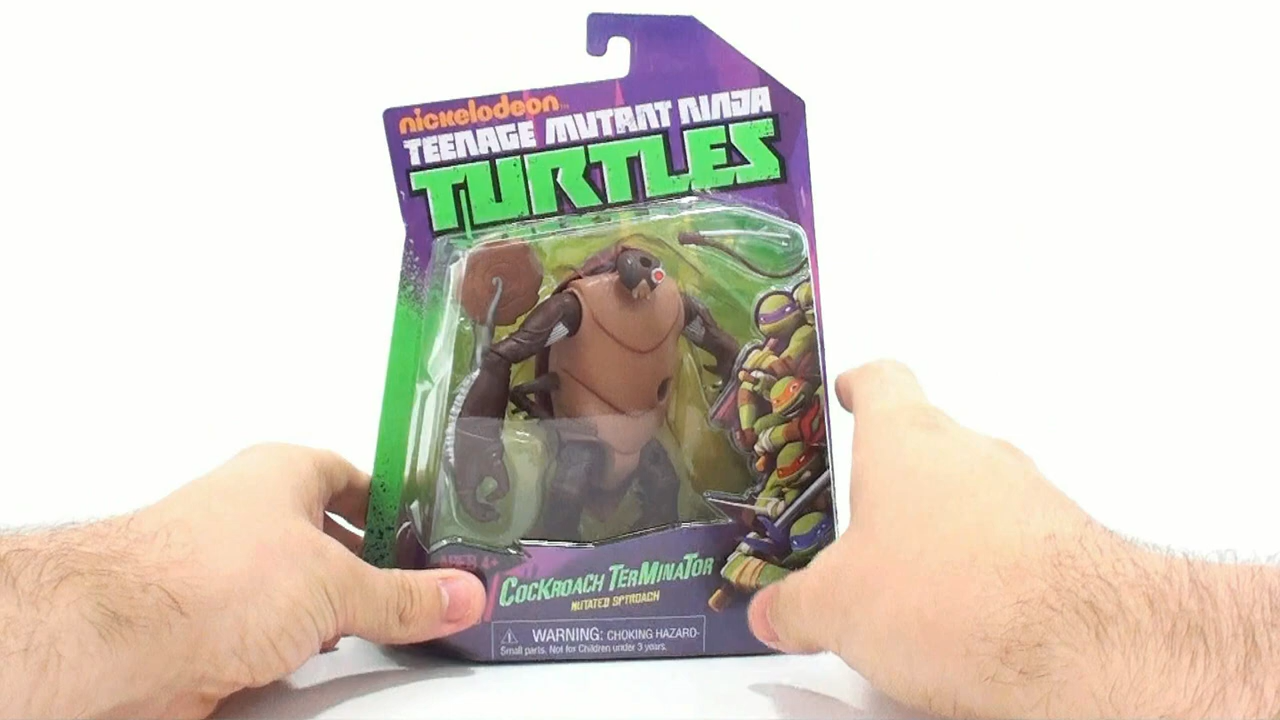 nickelodeon™
TEENAGE MUTANT NINJA
TURTLES
AGES 4+
COCKROACH TERMINATOR
MUTATED SPYROACH
WARNING: CHOKING HAZARD-
Small parts. Not for Children under 3 years.